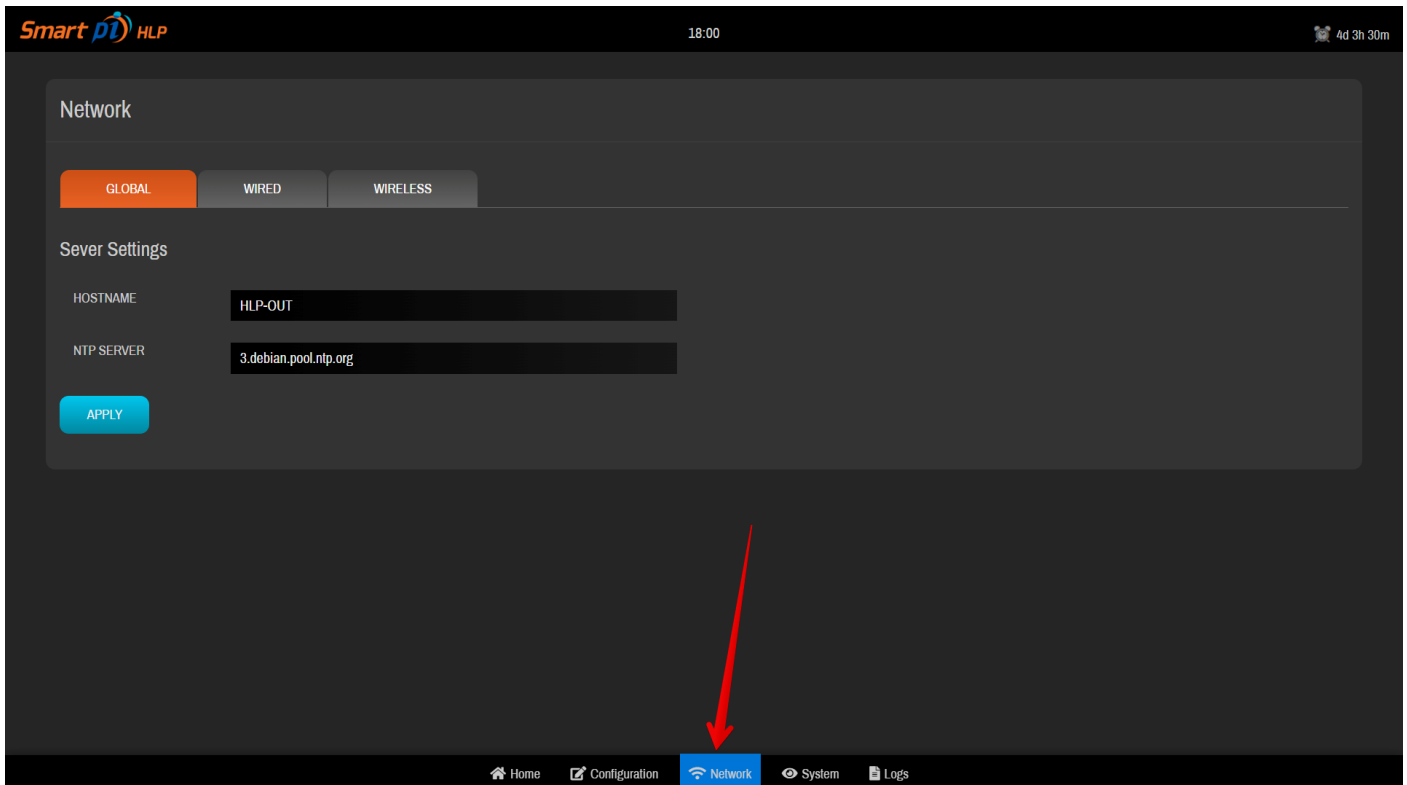 Smart pi HLP
18:00
4d 3h 30m
Network
GLOBAL WIRED WIRELESS
Sever Settings
HOSTNAME HLP-OUT
NTP SERVER 3.debian.pool.ntp.org
APPLY
Home Configuration Network System Logs